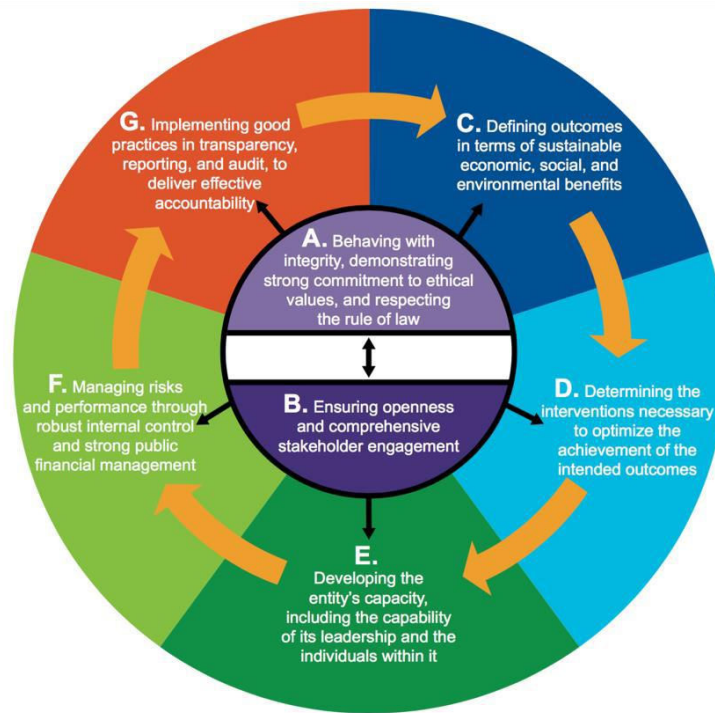 G. Implementing good
practices in transparency,
reporting, and audit, to
deliver effective
accountability
C. Defining outcomes
in terms of sustainable
economic, social, and
environmental benefits
A. Behaving with
integrity, demonstrating
strong commitment to ethical
values, and respecting
the rule of law
B. Ensuring openness
and comprehensive
stakeholder engagement
D. Determining the
interventions necessary
to optimize the
achievement of the
intended outcomes
E.
Developing the
entity's capacity,
including the capability
of its leadership and the
individuals within it
F. Managing risks
and performance through
robust internal control
and strong public
financial management